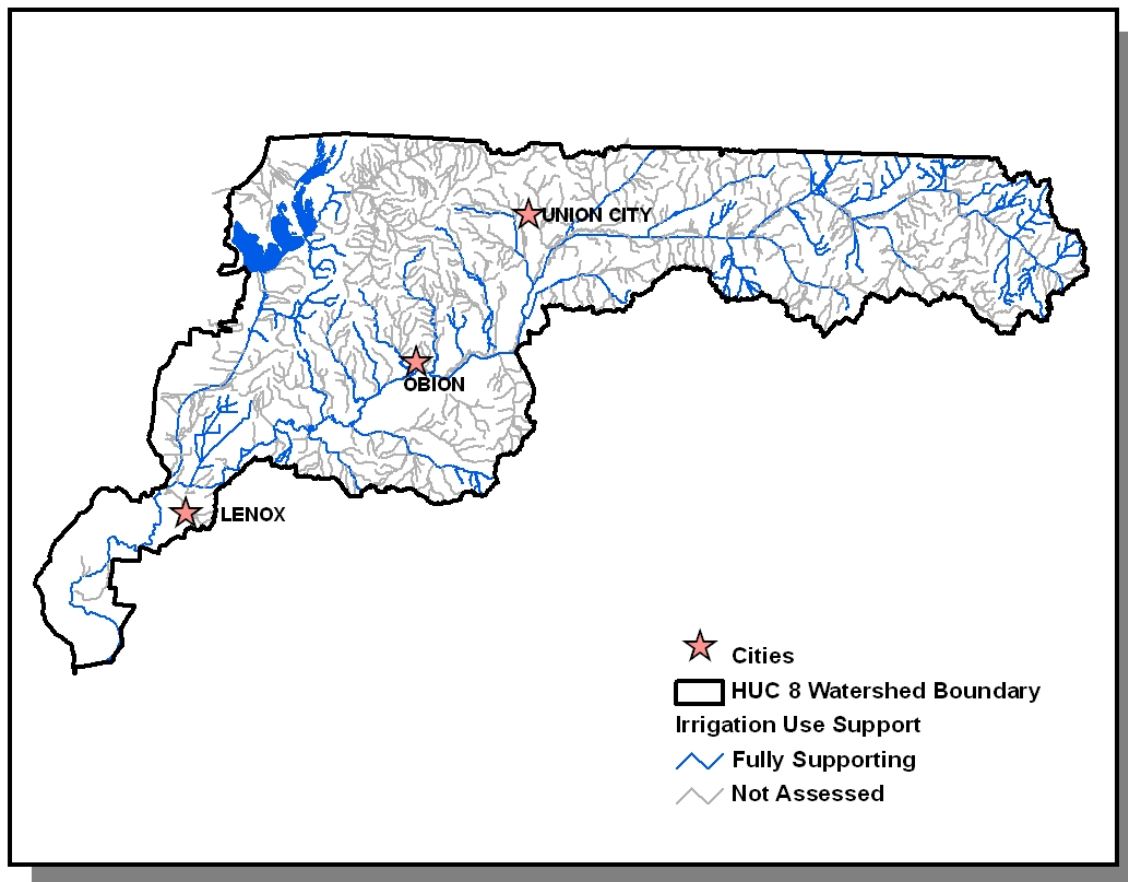 UNION CITY
OBION
LENOX
Cities
HUC 8 Watershed Boundary
Irrigation Use Support
Fully Supporting
Not Assessed